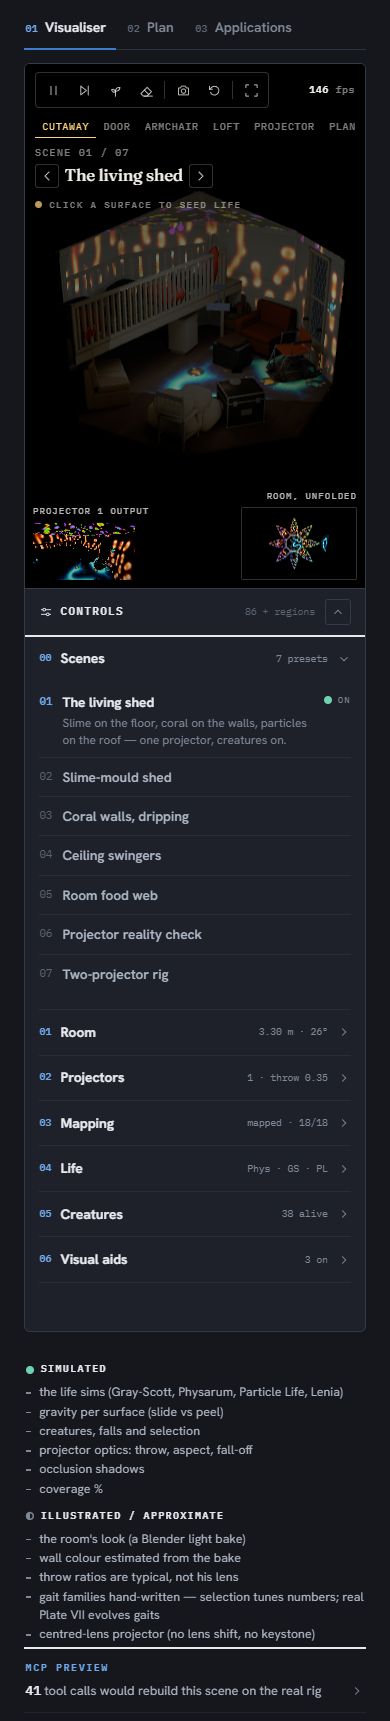 01 Visualiser 02 Plan 03 Applications
146 fps
CUTAWAY DOOR ARMCHAIR LOFT PROJECTOR PLAN
SCENE 01 / 07
The living shed
CLICK A SURFACE TO SEED LIFE
ROOM, UNFOLDED
PROJECTOR 1 OUTPUT
CONTROLS 86 + regions
00 Scenes 7 presets
01 The living shed ON
Slime on the floor, coral on the walls, particles
on the roof — one projector, creatures on.
02 Slime-mould shed
03 Coral walls, dripping
04 Ceiling swingers
05 Room food web
06 Projector reality check
07 Two-projector rig
01 Room 3.30 m · 26°
02 Projectors 1 · throw 0.35
03 Mapping mapped · 18/18
04 Life Phys · GS · PL
05 Creatures 38 alive
06 Visual aids 3 on
SIMULATED
– the life sims (Gray-Scott, Physarum, Particle Life, Lenia)
– gravity per surface (slide vs peel)
– creatures, falls and selection
– projector optics: throw, aspect, fall-off
– occlusion shadows
– coverage %
ILLUSTRATED / APPROXIMATE
– the room's look (a Blender light bake)
– wall colour estimated from the bake
– throw ratios are typical, not his lens
– gait families hand-written — selection tunes numbers; real
Plate VII evolves gaits
– centred-lens projector (no lens shift, no keystone)
MCP PREVIEW
41 tool calls would rebuild this scene on the real rig